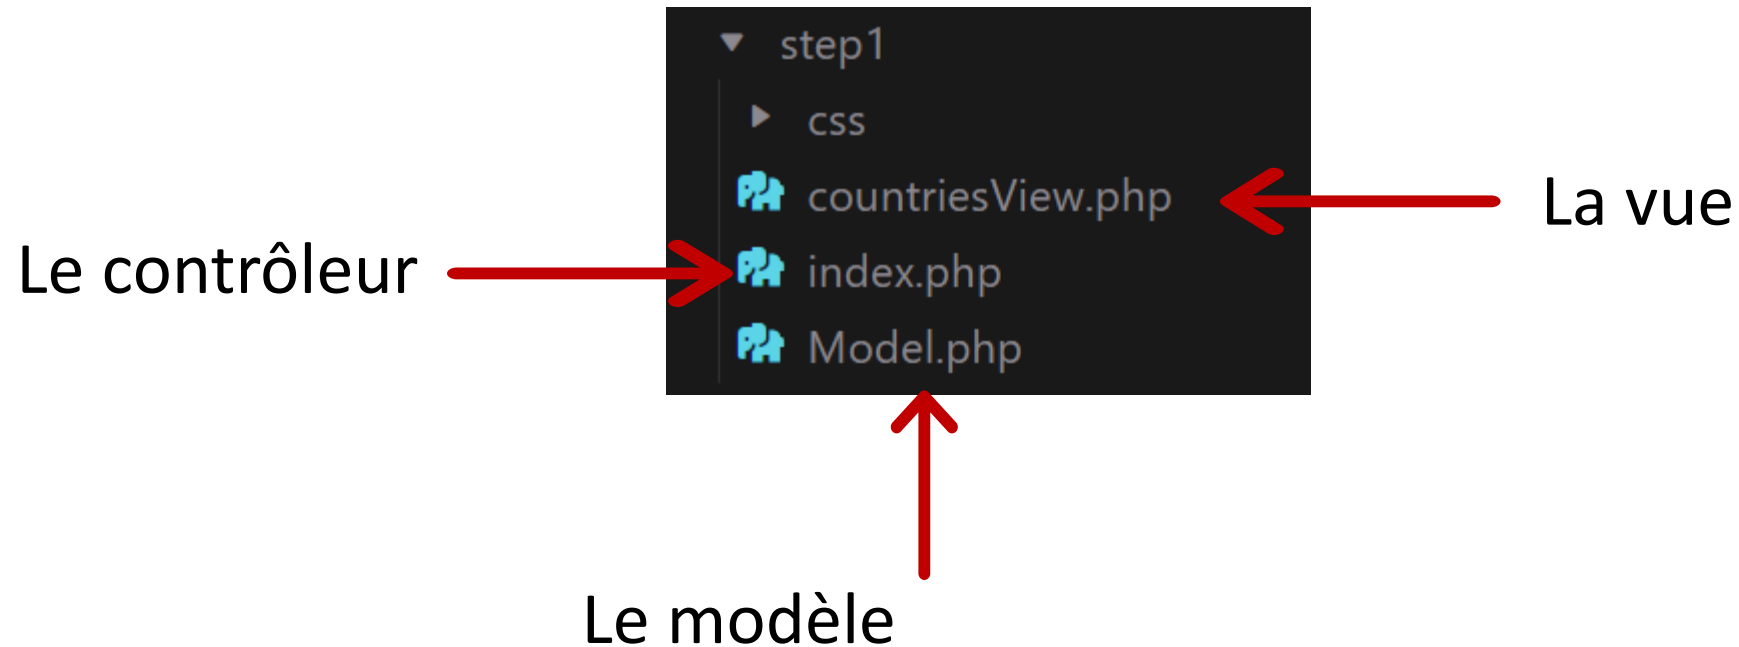 step1
css
countriesView.php
La vue
Le contrôleur
index.php
Model.php
Le modèle